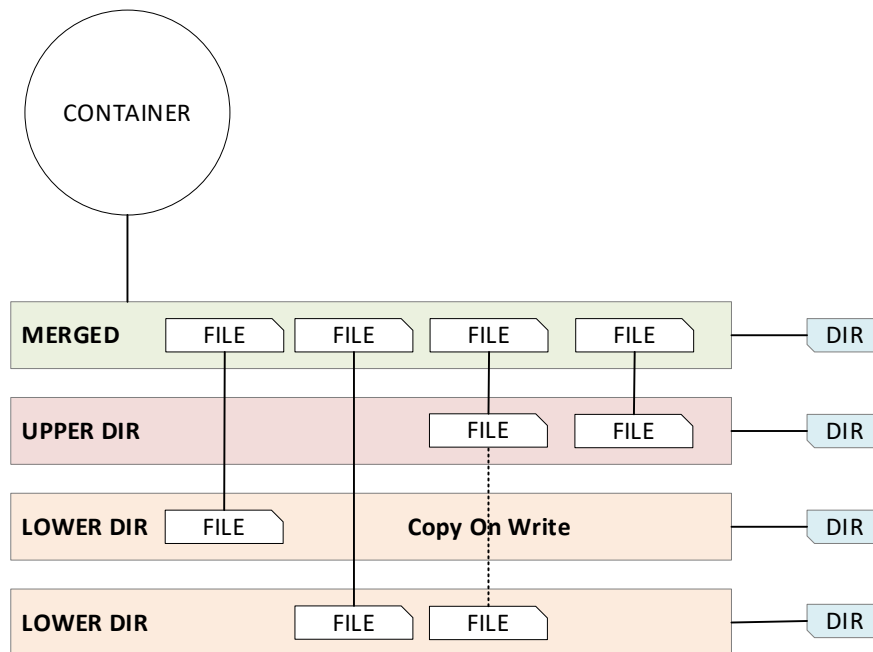 CONTAINER
MERGED FILE FILE FILE FILE DIR
UPPER DIR FILE FILE DIR
LOWER DIR FILE Copy On Write DIR
LOWER DIR FILE FILE DIR